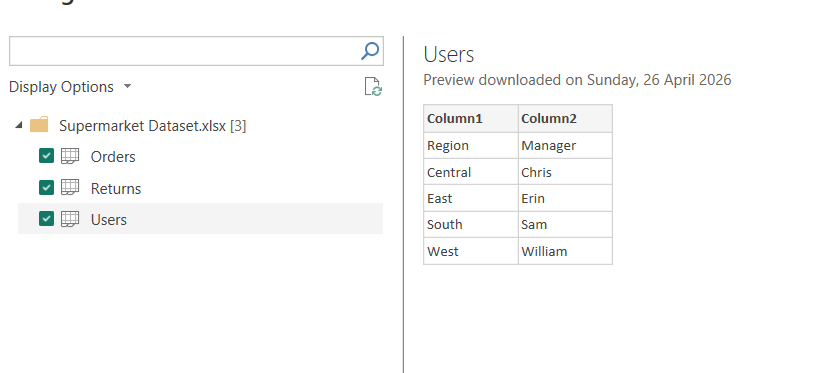 Users
Preview downloaded on Sunday, 26 April 2026
Display Options
Supermarket Dataset.xlsx [3]
Orders
Returns
Users
Column1 Column2
Region Manager
Central Chris
East Erin
South Sam
West William